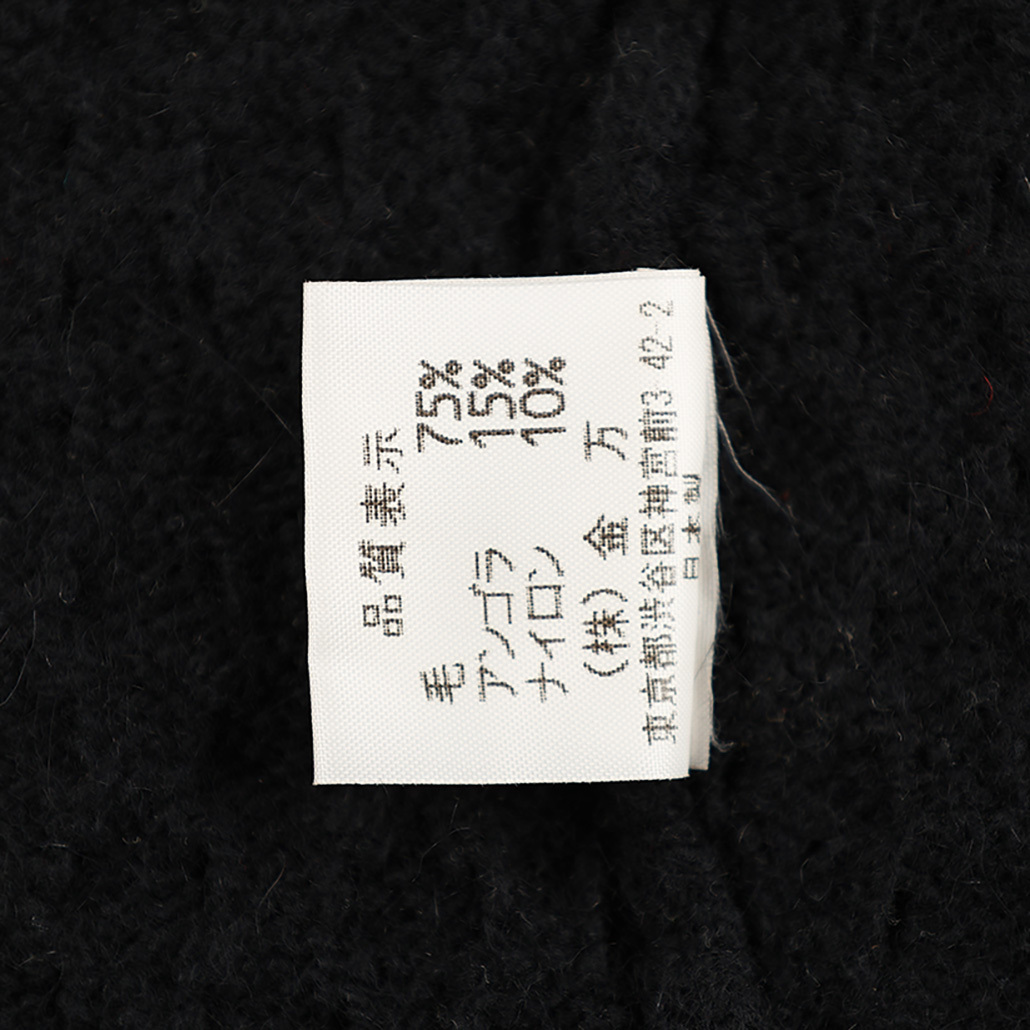 品質表示
毛 75%
アンゴラ 15%
ナイロン 10%
(株) 金 万
東京都渋谷区神宮前3 42-2
日本製